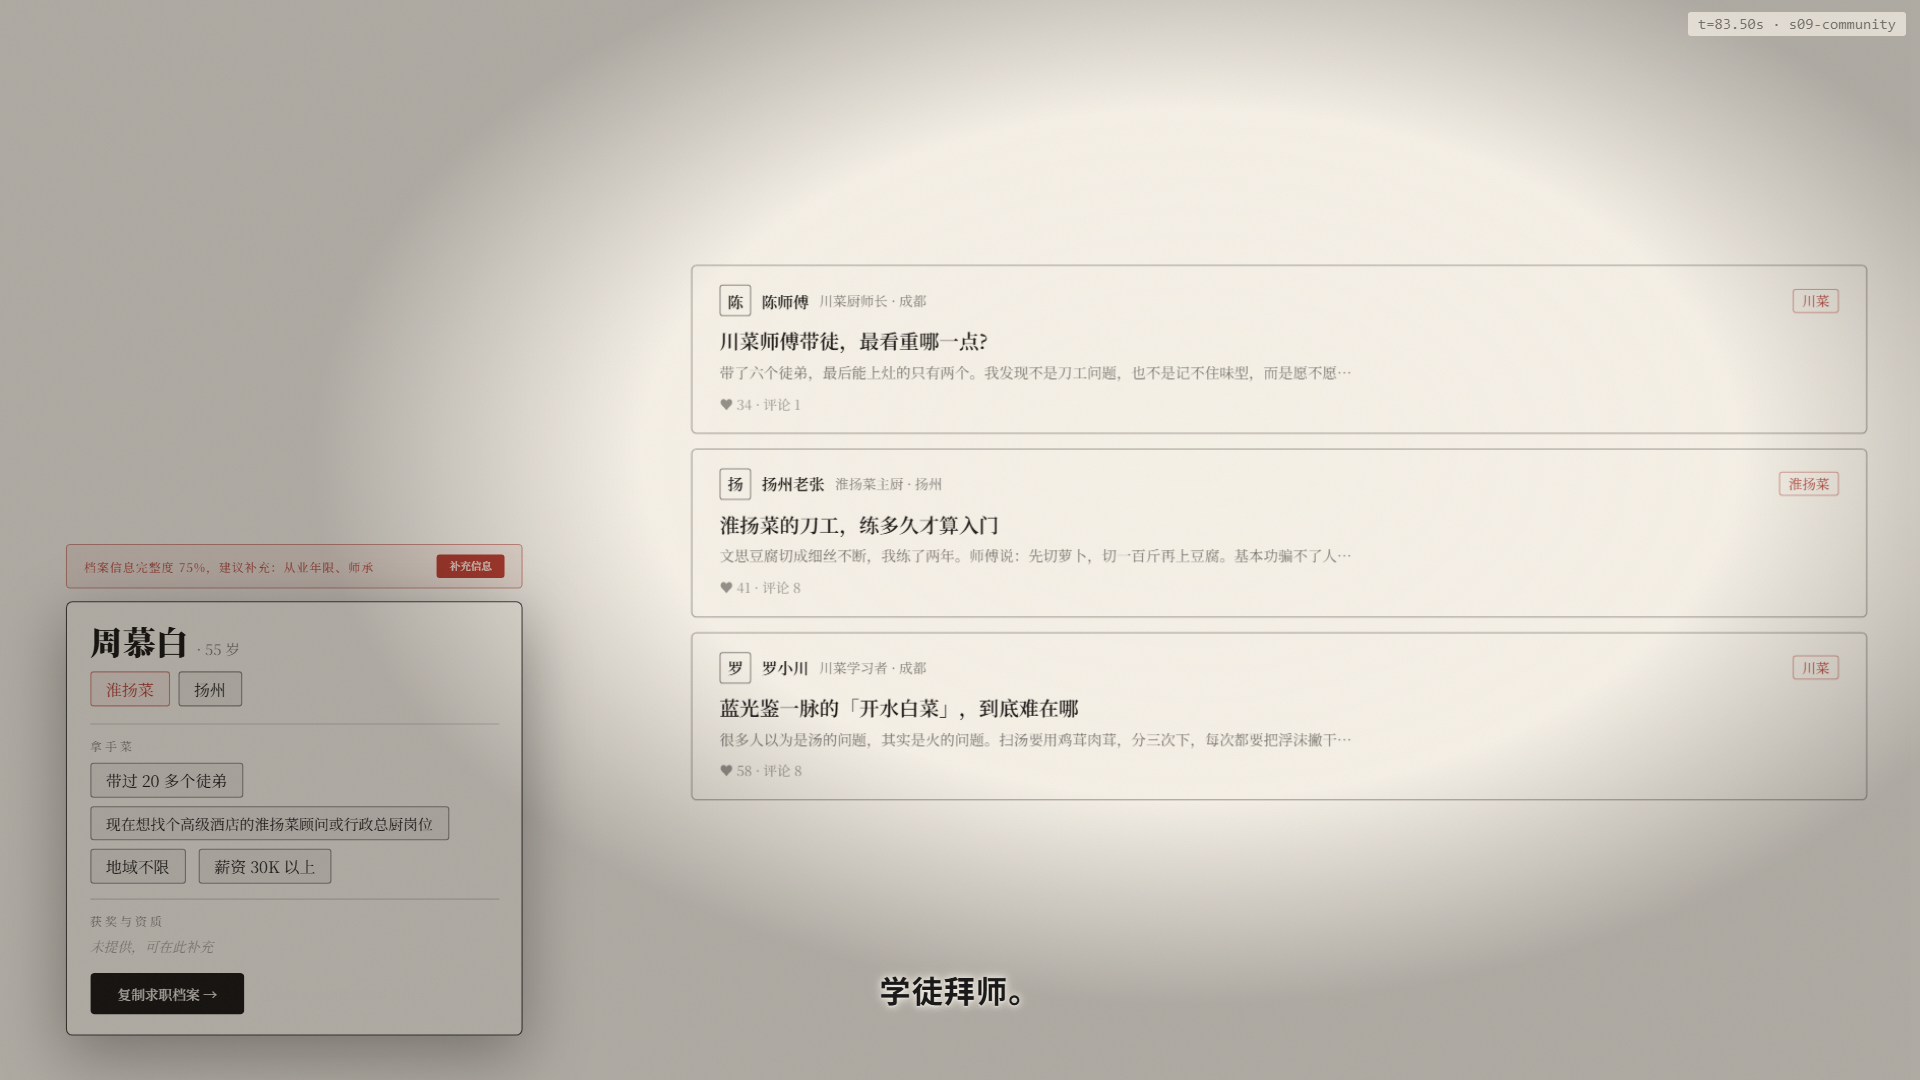 t=83.50s · s09-community
陈 陈师傅 川菜厨师长 · 成都 川菜
川菜师傅带徒，最看重哪一点?
带了六个徒弟，最后能上灶的只有两个。我发现不是刀工问题，也不是记不住味型，而是愿不愿…
♥ 34 · 评论 1
扬 扬州老张 淮扬菜主厨 · 扬州 淮扬菜
淮扬菜的刀工，练多久才算入门
文思豆腐切成细丝不断，我练了两年。师傅说：先切萝卜，切一百斤再上豆腐。基本功骗不了人…
♥ 41 · 评论 8
罗 罗小川 川菜学习者 · 成都 川菜
蓝光鉴一脉的「开水白菜」，到底难在哪
很多人以为是汤的问题，其实是火的问题。扫汤要用鸡茸肉茸，分三次下，每次都要把浮沫撇干…
♥ 58 · 评论 8
档案信息完整度 75%，建议补充：从业年限、师承 补充信息
周慕白 · 55 岁
淮扬菜 扬州
拿手菜
带过 20 多个徒弟
现在想找个高级酒店的淮扬菜顾问或行政总厨岗位
地域不限 薪资 30K 以上
获奖与资质
未提供，可在此补充
复制求职档案 →
学徒拜师。